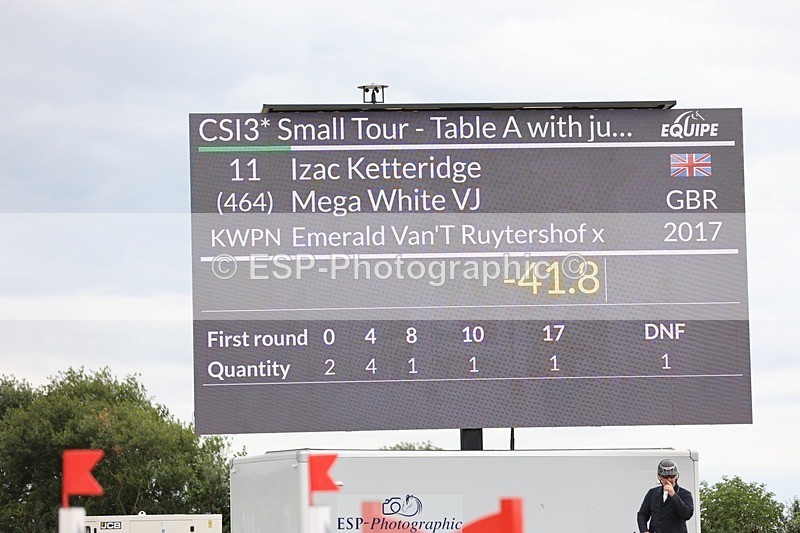 CSI3* Small Tour - Table A with ju... EQUIPE
11 Izac Ketteridge
(464) Mega White VJ GBR
KWPN Emerald Van'T Ruytershof x 2017
© ESP-Photographic ©
-41.8
First round 0 4 8 10 17 DNF
Quantity 2 4 1 1 1 1
JCB
ESP-Photographic